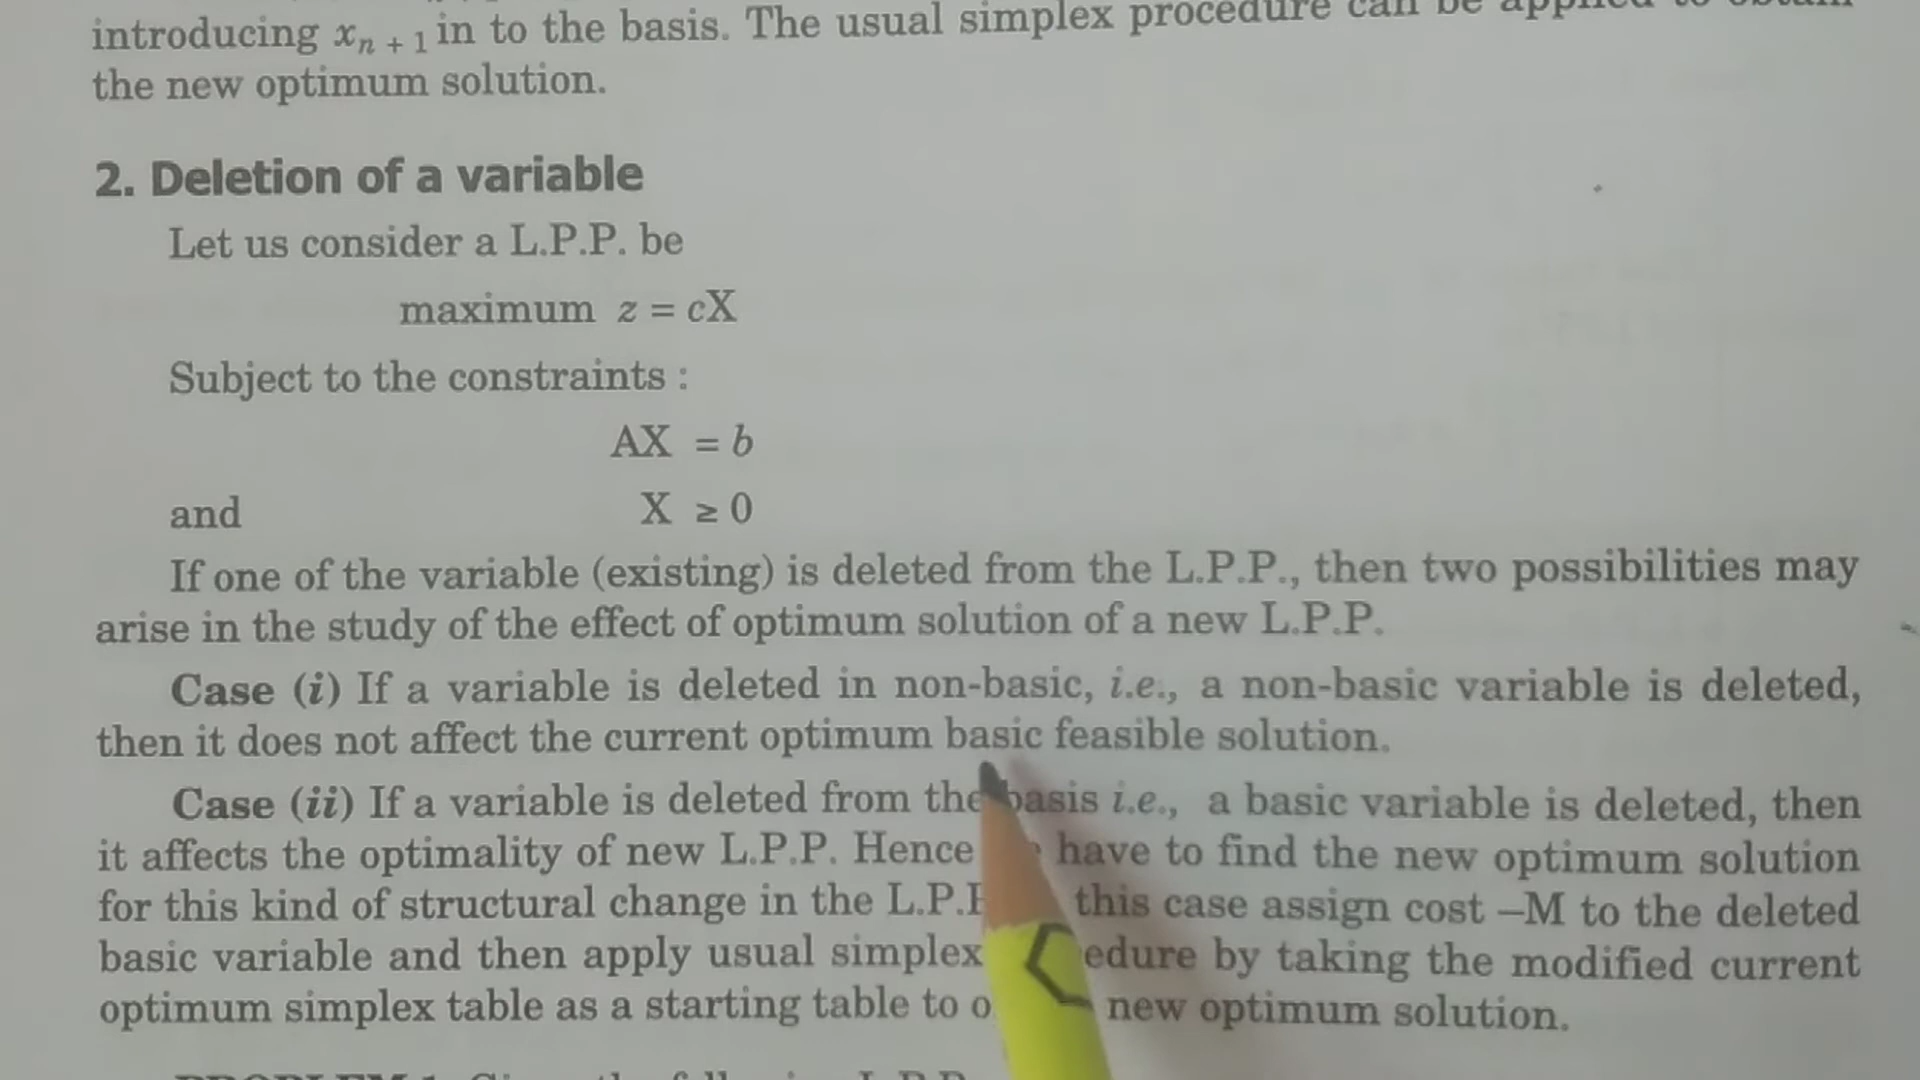 introducing xₙ ₊ ₁ in to the basis. The usual simplex procedure can be applied to obtain
the new optimum solution.
2. Deletion of a variable
Let us consider a L.P.P. be
maximum z = cX
Subject to the constraints :
AX = b
and X ≥ 0
If one of the variable (existing) is deleted from the L.P.P., then two possibilities may
arise in the study of the effect of optimum solution of a new L.P.P.
Case (i) If a variable is deleted in non-basic, i.e., a non-basic variable is deleted,
then it does not affect the current optimum basic feasible solution.
Case (ii) If a variable is deleted from the basis i.e., a basic variable is deleted, then
it affects the optimality of new L.P.P. Hence have to find the new optimum solution
for this kind of structural change in the L.P.P this case assign cost –M to the deleted
basic variable and then apply usual simplex edure by taking the modified current
optimum simplex table as a starting table to o new optimum solution.